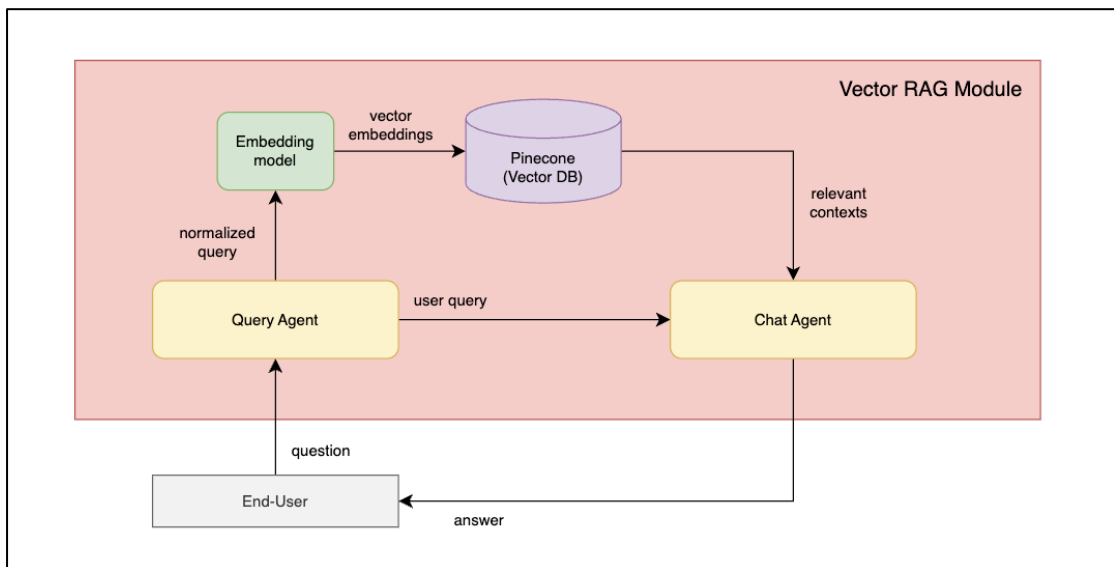 Vector RAG Module
Embedding
model
vector
embeddings
Pinecone
(Vector DB)
relevant
contexts
normalized
query
Query Agent
user query
Chat Agent
question
End-User
answer